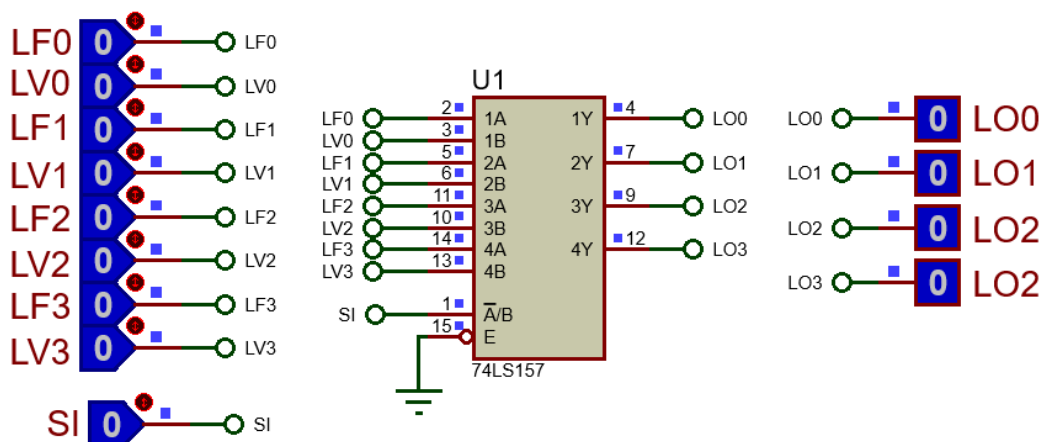 LF0 0 LF0
LV0 0 LV0
LF1 0 LF1
LV1 0 LV1
LF2 0 LF2
LV2 0 LV2
LF3 0 LF3
LV3 0 LV3
SI 0 SI
U1
LF0 2 1A 1Y 4 LO0
LV0 3 1B
LF1 5 2A 2Y 7 LO1
LV1 6 2B
LF2 11 3A 3Y 9 LO2
LV2 10 3B
LF3 14 4A 4Y 12 LO3
LV3 13 4B
SI 1 A̅/B
15 E
74LS157
LO0 0 LO0
LO1 0 LO1
LO2 0 LO2
LO3 0 LO2